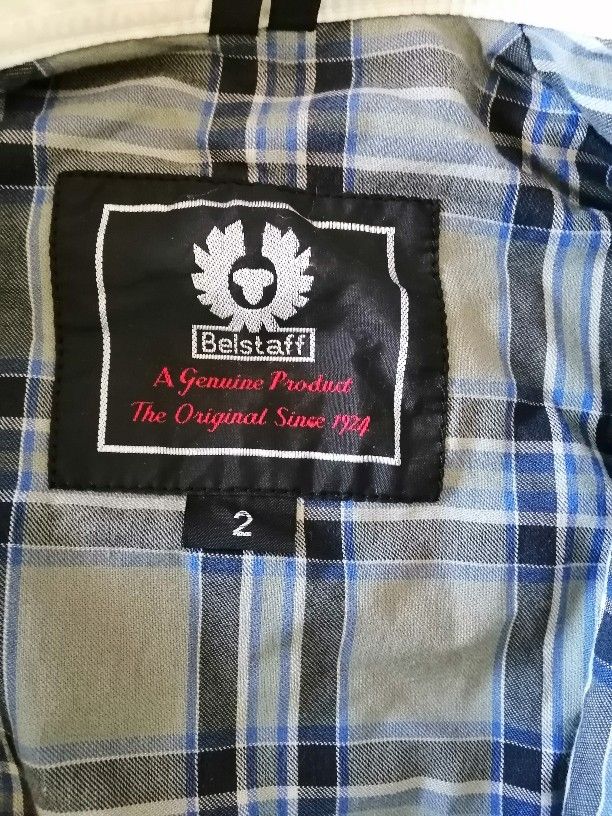 Belstaff
A Genuine Product
The Original Since 1924
2